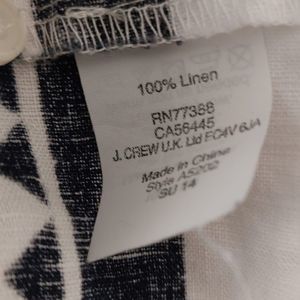 100% Linen
RN77388
CA56445
J. CREW U.K. Ltd EC4V 6JA
Made in China
Style A5202
SU 14